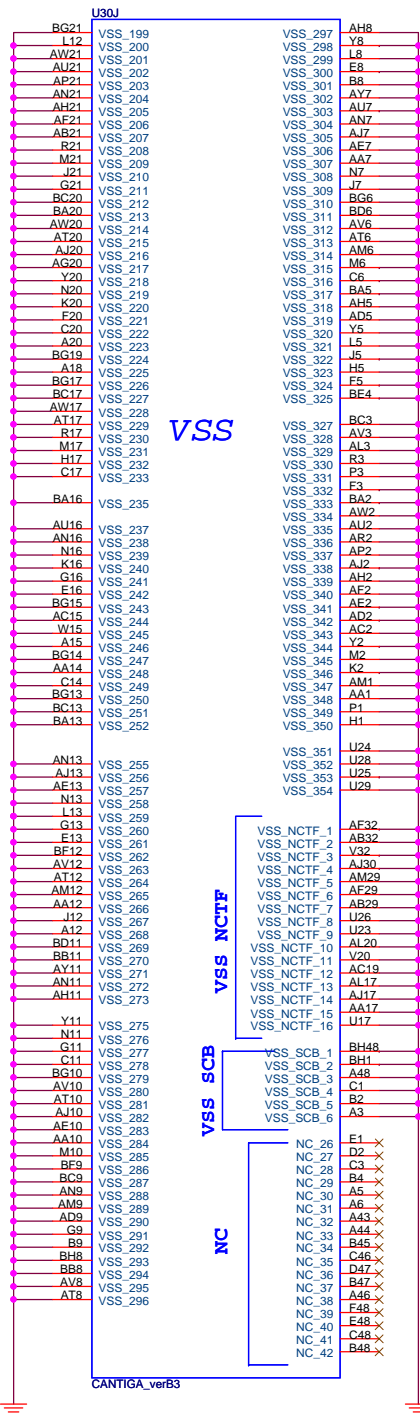 U30J
BG21 VSS_199
L12 VSS_200
AW21 VSS_201
AU21 VSS_202
AP21 VSS_203
AN21 VSS_204
AH21 VSS_205
AF21 VSS_206
AB21 VSS_207
R21 VSS_208
M21 VSS_209
J21 VSS_210
G21 VSS_211
BC20 VSS_212
BA20 VSS_213
AW20 VSS_214
AT20 VSS_215
AJ20 VSS_216
AG20 VSS_217
Y20 VSS_218
N20 VSS_219
K20 VSS_220
F20 VSS_221
C20 VSS_222
A20 VSS_223
BG19 VSS_224
A18 VSS_225
BG17 VSS_226
BC17 VSS_227
AW17 VSS_228
AT17 VSS_229
R17 VSS_230
M17 VSS_231
H17 VSS_232
C17 VSS_233
BA16 VSS_235
AU16 VSS_237
AN16 VSS_238
N16 VSS_239
K16 VSS_240
G16 VSS_241
E16 VSS_242
BG15 VSS_243
AC15 VSS_244
W15 VSS_245
A15 VSS_246
BG14 VSS_247
AA14 VSS_248
C14 VSS_249
BG13 VSS_250
BC13 VSS_251
BA13 VSS_252
AN13 VSS_255
AJ13 VSS_256
AE13 VSS_257
N13 VSS_258
L13 VSS_259
G13 VSS_260
E13 VSS_261
BF12 VSS_262
AV12 VSS_263
AT12 VSS_264
AM12 VSS_265
AA12 VSS_266
J12 VSS_267
A12 VSS_268
BD11 VSS_269
BB11 VSS_270
AY11 VSS_271
AN11 VSS_272
AH11 VSS_273
Y11 VSS_275
N11 VSS_276
G11 VSS_277
C11 VSS_278
BG10 VSS_279
AV10 VSS_280
AT10 VSS_281
AJ10 VSS_282
AE10 VSS_283
AA10 VSS_284
M10 VSS_285
BF9 VSS_286
BC9 VSS_287
AN9 VSS_288
AM9 VSS_289
AD9 VSS_290
G9 VSS_291
B9 VSS_292
BH8 VSS_293
BB8 VSS_294
AV8 VSS_295
AT8 VSS_296
VSS
VSS_297 AH8
VSS_298 Y8
VSS_299 L8
VSS_300 E8
VSS_301 B8
VSS_302 AY7
VSS_303 AU7
VSS_304 AN7
VSS_305 AJ7
VSS_306 AE7
VSS_307 AA7
VSS_308 N7
VSS_309 J7
VSS_310 BG6
VSS_311 BD6
VSS_312 AV6
VSS_313 AT6
VSS_314 AM6
VSS_315 M6
VSS_316 C6
VSS_317 BA5
VSS_318 AH5
VSS_319 AD5
VSS_320 Y5
VSS_321 L5
VSS_322 J5
VSS_323 H5
VSS_324 F5
VSS_325 BE4
VSS_327 BC3
VSS_328 AV3
VSS_329 AL3
VSS_330 R3
VSS_331 P3
VSS_332 F3
VSS_333 BA2
VSS_334 AW2
VSS_335 AU2
VSS_336 AR2
VSS_337 AP2
VSS_338 AJ2
VSS_339 AH2
VSS_340 AF2
VSS_341 AE2
VSS_342 AD2
VSS_343 AC2
VSS_344 Y2
VSS_345 M2
VSS_346 K2
VSS_347 AM1
VSS_348 AA1
VSS_349 P1
VSS_350 H1
VSS_351 U24
VSS_352 U28
VSS_353 U25
VSS_354 U29
VSS NCTF
VSS_NCTF_1 AF32
VSS_NCTF_2 AB32
VSS_NCTF_3 V32
VSS_NCTF_4 AJ30
VSS_NCTF_5 AM29
VSS_NCTF_6 AF29
VSS_NCTF_7 AB29
VSS_NCTF_8 U26
VSS_NCTF_9 U23
VSS_NCTF_10 AL20
VSS_NCTF_11 V20
VSS_NCTF_12 AC19
VSS_NCTF_13 AL17
VSS_NCTF_14 AJ17
VSS_NCTF_15 AA17
VSS_NCTF_16 U17
VSS SCB
VSS_SCB_1 BH48
VSS_SCB_2 BH1
VSS_SCB_3 A48
VSS_SCB_4 C1
VSS_SCB_5 B2
VSS_SCB_6 A3
NC
NC_26 E1
NC_27 D2
NC_28 C3
NC_29 B4
NC_30 A5
NC_31 A6
NC_32 A43
NC_33 A44
NC_34 B45
NC_35 C46
NC_36 D47
NC_37 B47
NC_38 A46
NC_39 F48
NC_40 E48
NC_41 C48
NC_42 B48
CANTIGA_verB3